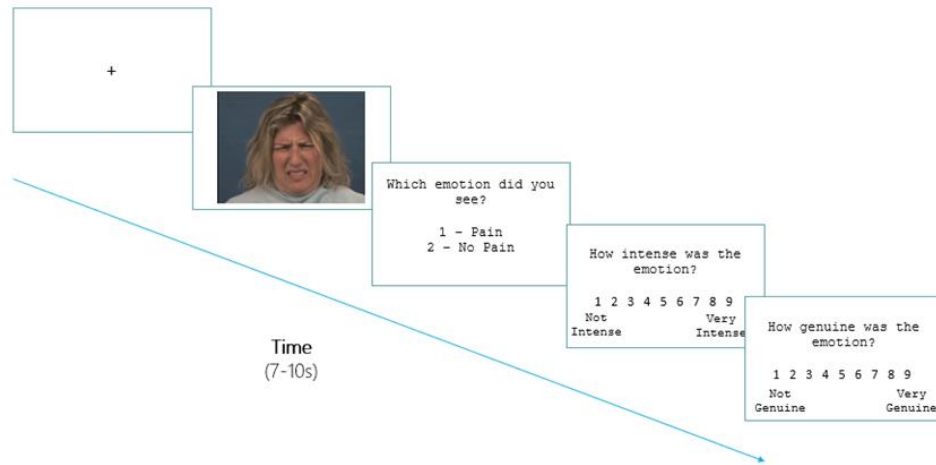 +
Which emotion did you
see?
1 – Pain
2 – No Pain
How intense was the
emotion?
1 2 3 4 5 6 7 8 9
Not Very
Intense Intense
How genuine was the
emotion?
1 2 3 4 5 6 7 8 9
Not Very
Genuine Genuine
Time
(7-10s)